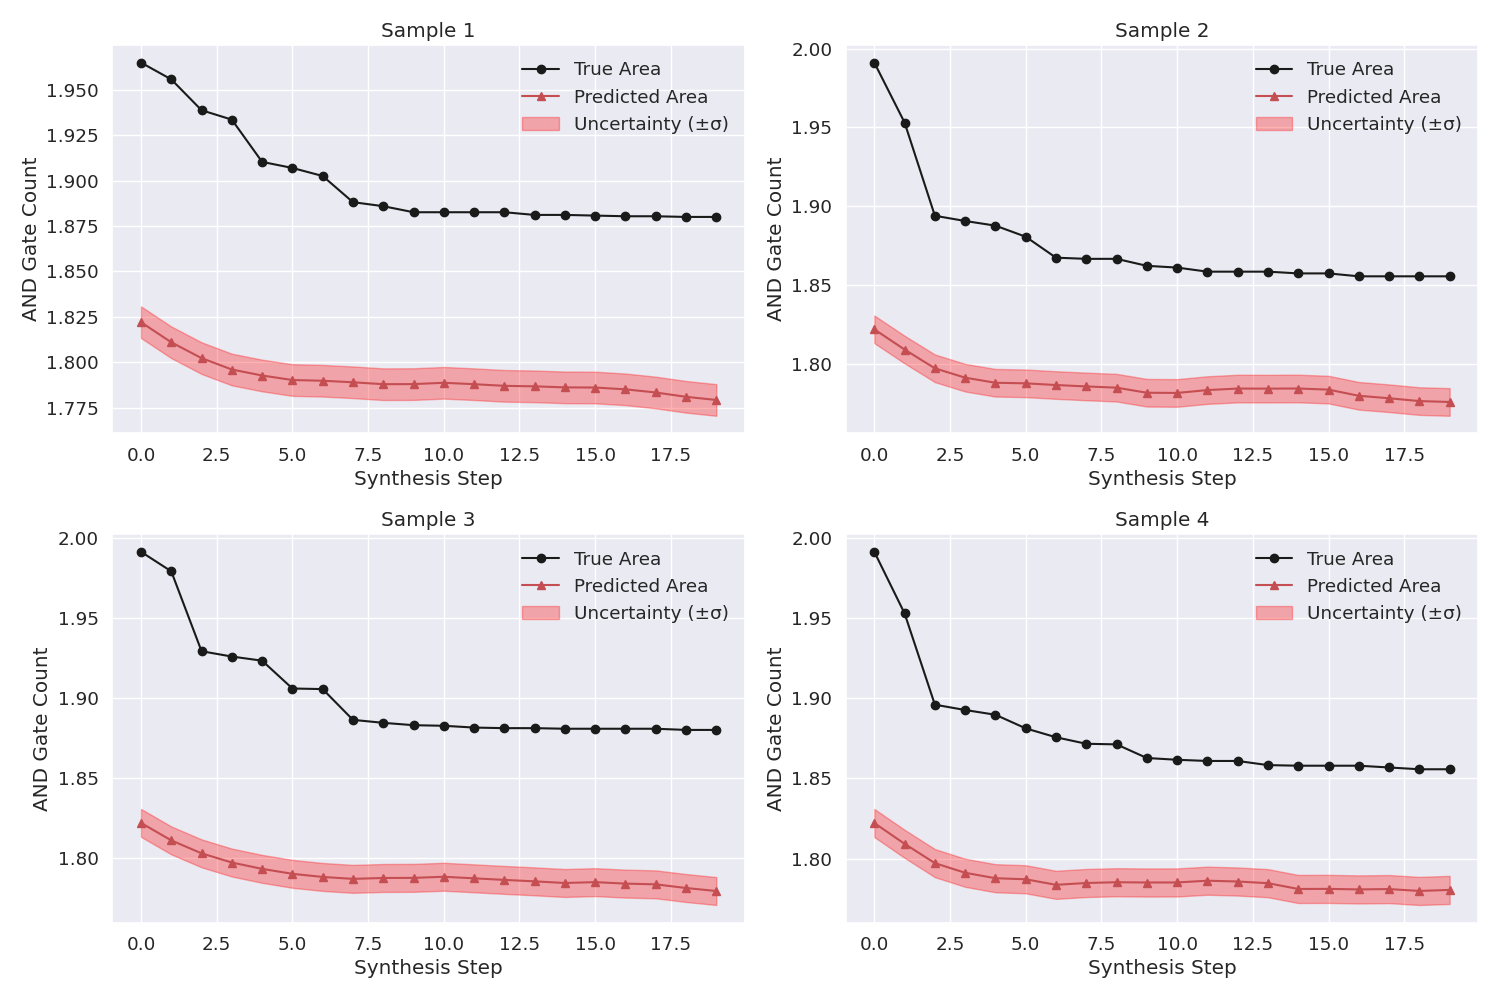 Sample 1
True Area
Predicted Area
Uncertainty (±σ)
AND Gate Count
1.950
1.925
1.900
1.875
1.850
1.825
1.800
1.775
0.0 2.5 5.0 7.5 10.0 12.5 15.0 17.5
Synthesis Step
Sample 2
True Area
Predicted Area
Uncertainty (±σ)
AND Gate Count
2.00
1.95
1.90
1.85
1.80
0.0 2.5 5.0 7.5 10.0 12.5 15.0 17.5
Synthesis Step
Sample 3
True Area
Predicted Area
Uncertainty (±σ)
AND Gate Count
2.00
1.95
1.90
1.85
1.80
0.0 2.5 5.0 7.5 10.0 12.5 15.0 17.5
Synthesis Step
Sample 4
True Area
Predicted Area
Uncertainty (±σ)
AND Gate Count
2.00
1.95
1.90
1.85
1.80
0.0 2.5 5.0 7.5 10.0 12.5 15.0 17.5
Synthesis Step